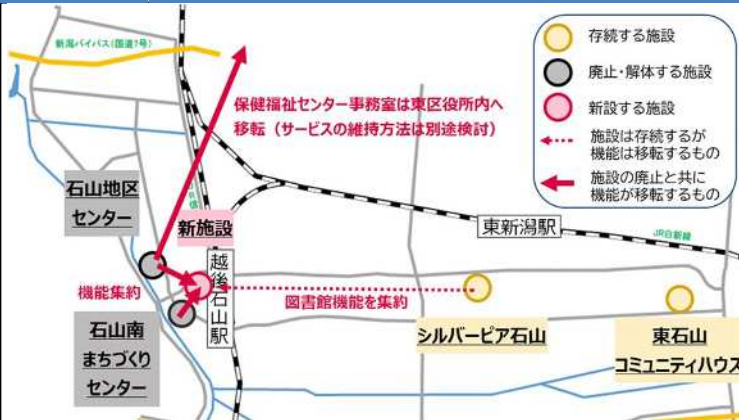 新潟バイパス(国道7号)
存続する施設
廃止・解体する施設
新設する施設
施設は存続するが
機能は移転するもの
施設の廃止と共に
機能が移転するもの
保健福祉センター事務室は東区役所内へ
移転（サービスの維持方法は別途検討）
石山地区
センター
新施設
東新潟駅
JR白新線
越後石山駅
機能集約
図書館機能を集約
石山南
まちづくり
センター
シルバーピア石山
東石山
コミュニティハウス